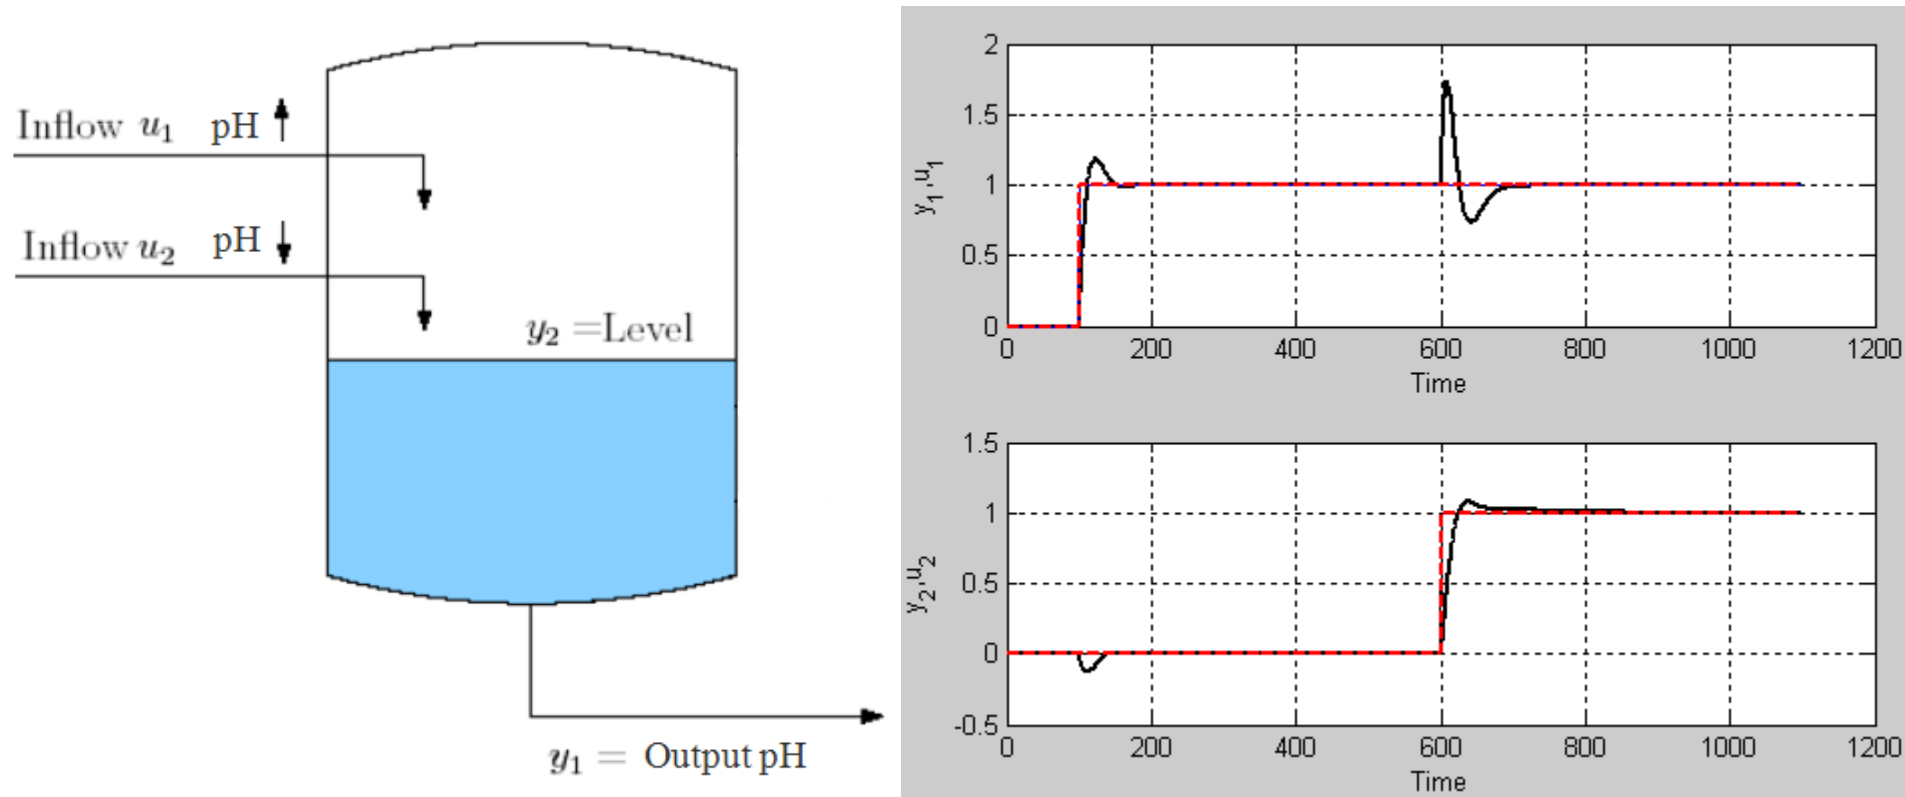 Inflow u₁ pH ↑
Inflow u₂ pH ↓
y₂ =Level
y₁ = Output pH
2
1.5
1
0.5
0
y₁,u₁
0 200 400 600 800 1000 1200
Time
1.5
1
0.5
0
-0.5
y₂,u₂
0 200 400 600 800 1000 1200
Time